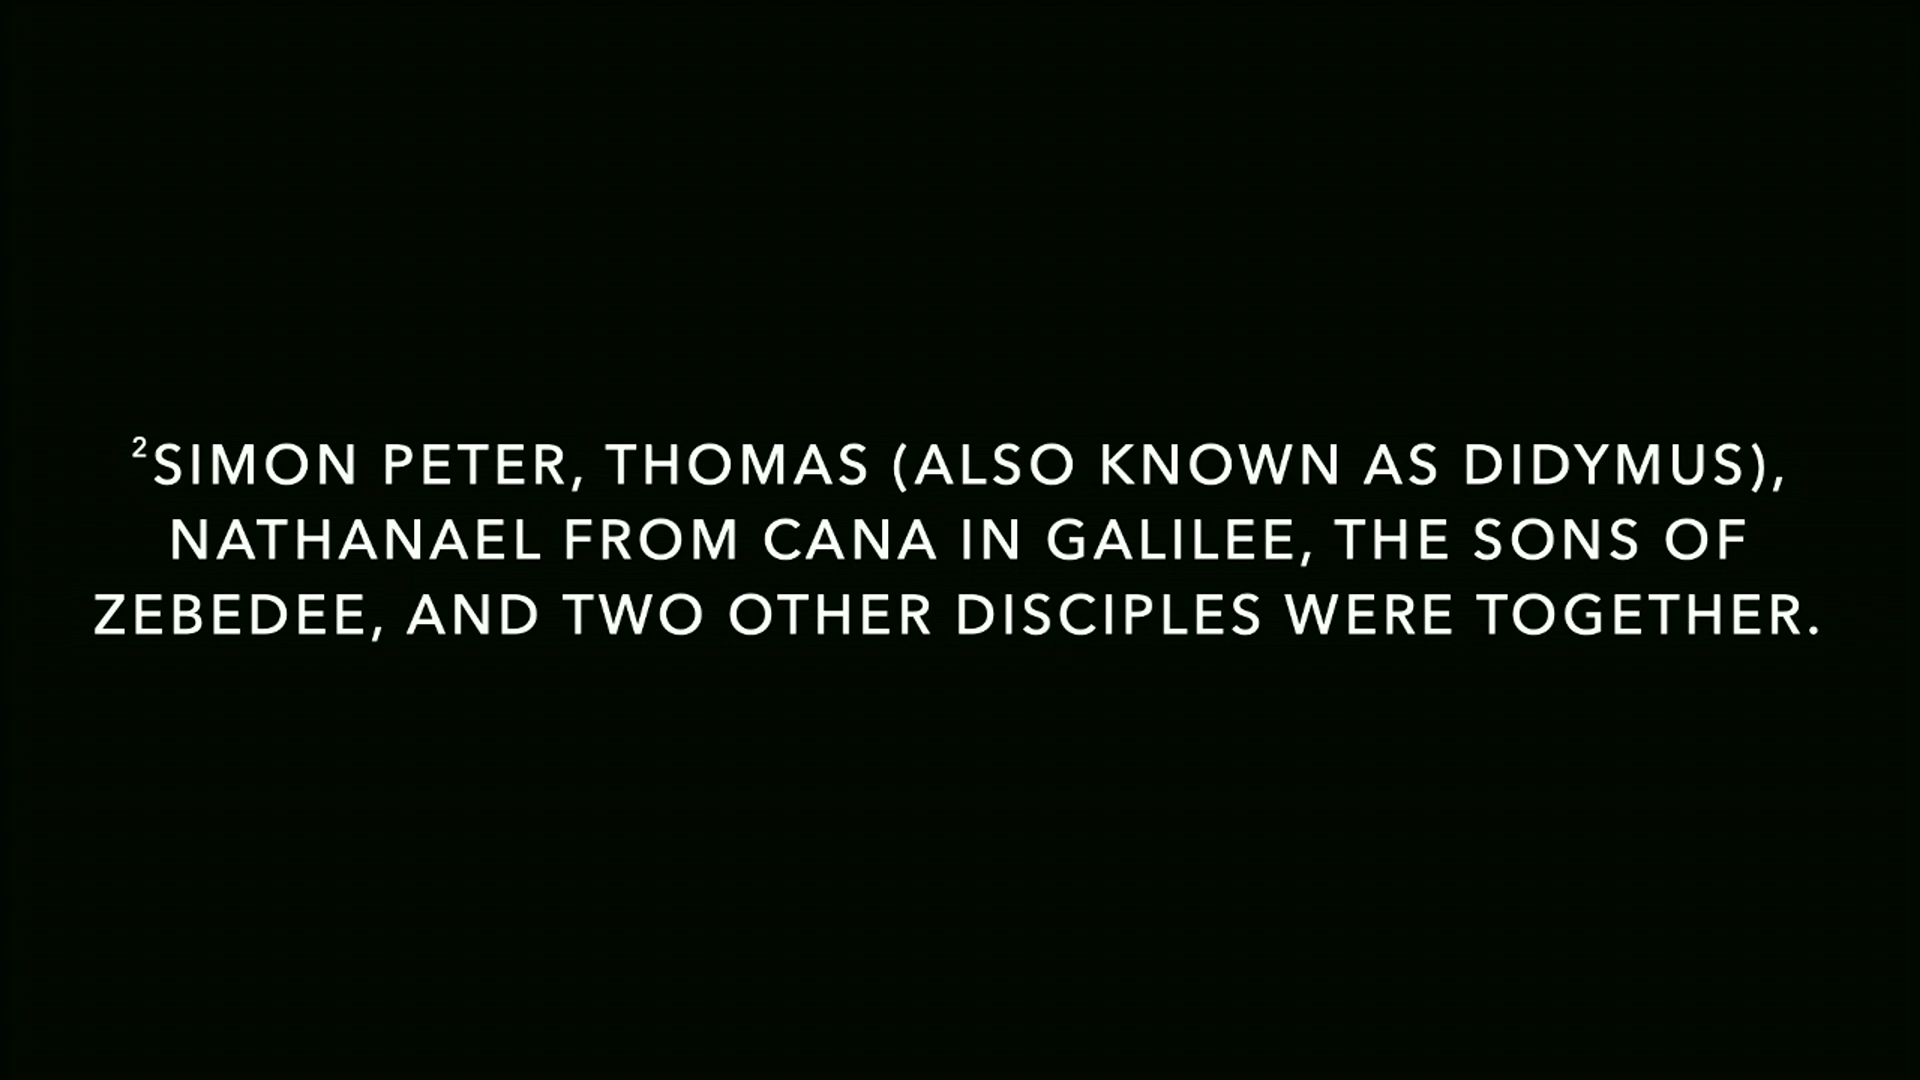 ²SIMON PETER, THOMAS (ALSO KNOWN AS DIDYMUS),
NATHANAEL FROM CANA IN GALILEE, THE SONS OF
ZEBEDEE, AND TWO OTHER DISCIPLES WERE TOGETHER.